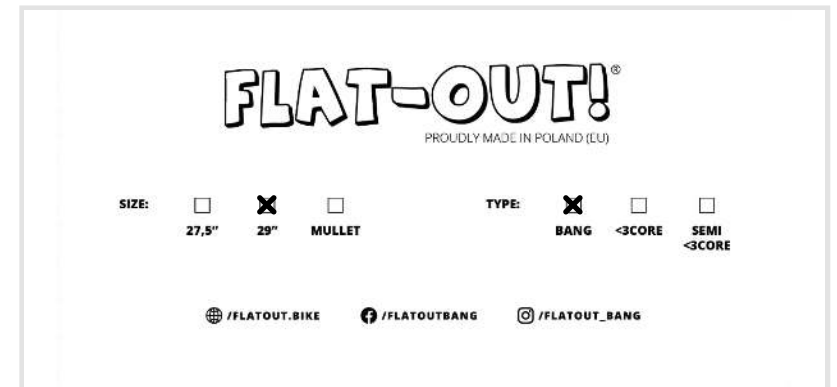 FLAT-OUT!®
PROUDLY MADE IN POLAND (EU)
SIZE: 27,5" 29" MULLET
TYPE: BANG <3CORE SEMI <3CORE
/FLATOUT.BIKE /FLATOUTBANG /FLATOUT_BANG